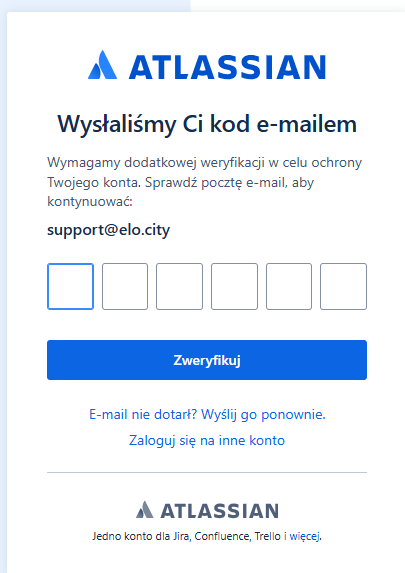 ATLASSIAN
Wysłaliśmy Ci kod e-mailem
Wymagamy dodatkowej weryfikacji w celu ochrony
Twojego konta. Sprawdź pocztę e-mail, aby
kontynuować:
support@elo.city
Zweryfikuj
E-mail nie dotarł? Wyślij go ponownie.
Zaloguj się na inne konto
ATLASSIAN
Jedno konto dla Jira, Confluence, Trello i więcej.